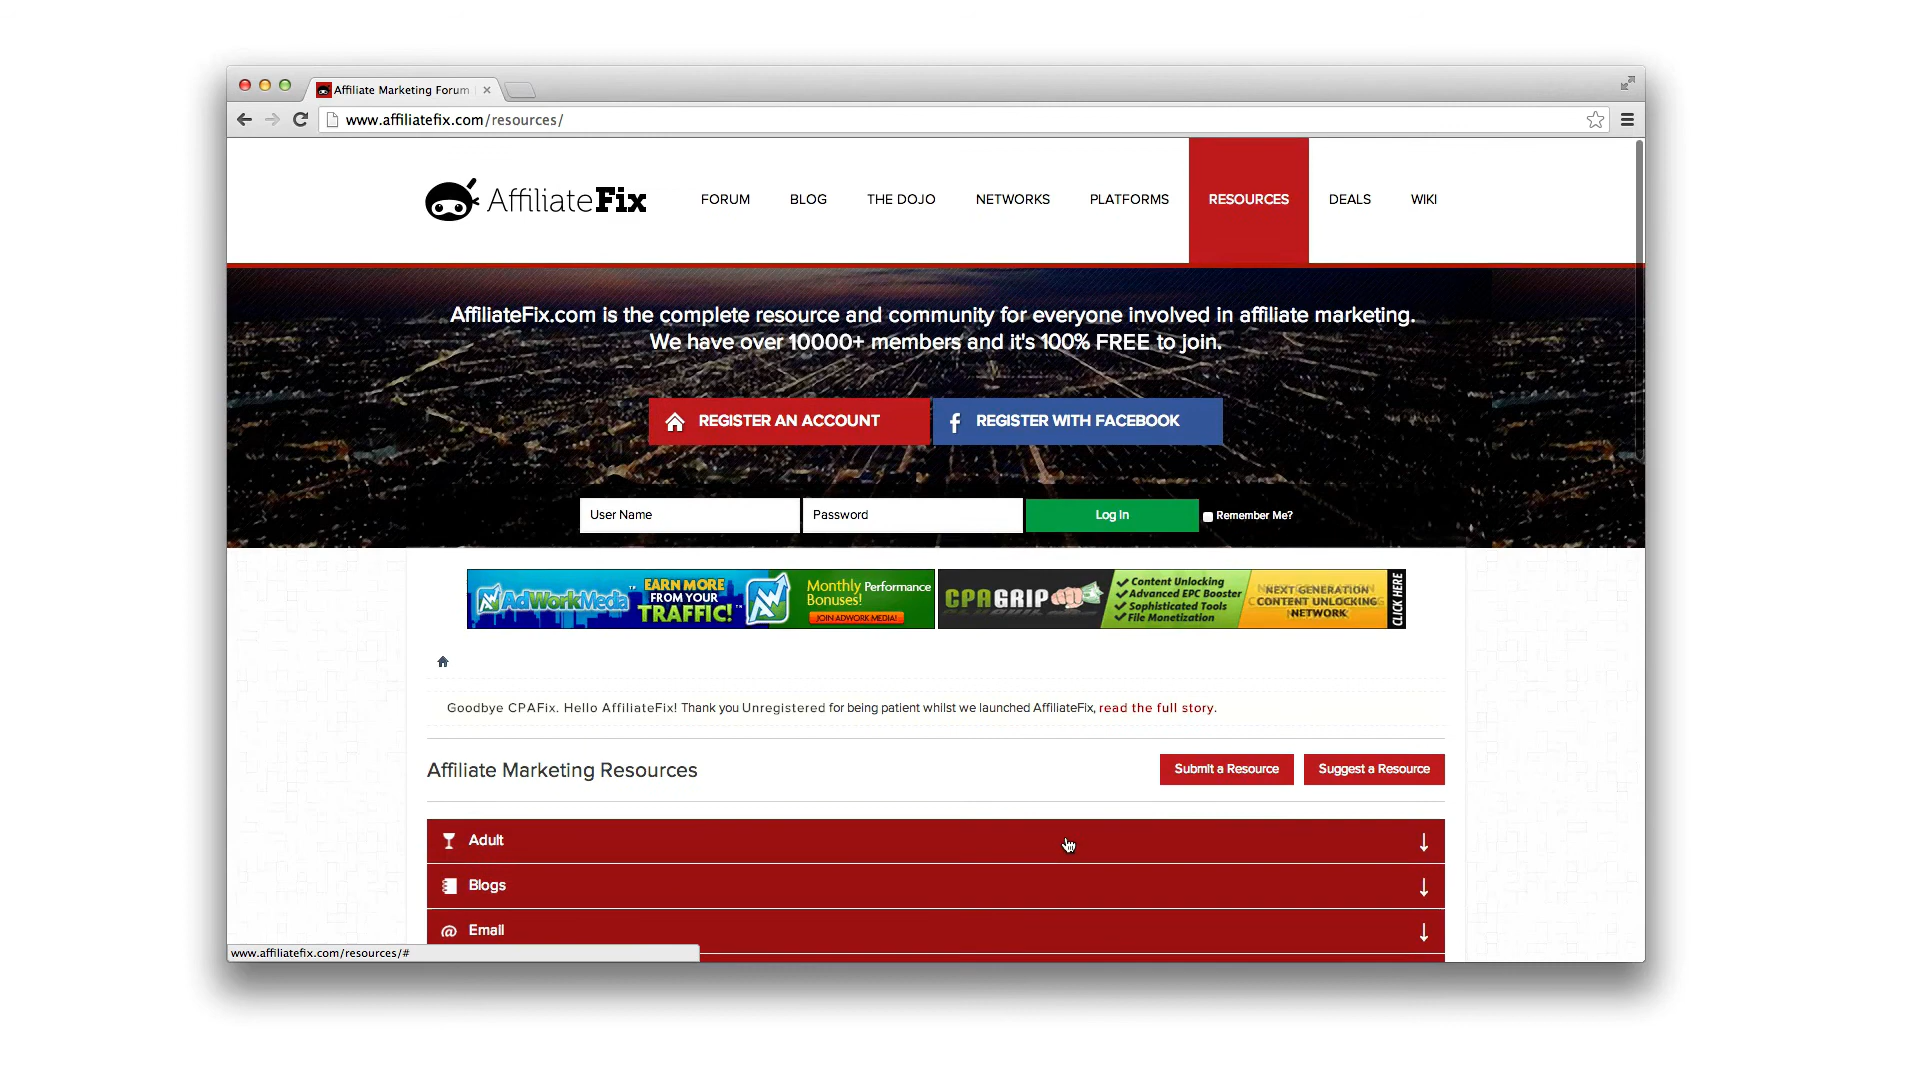 Affiliate Marketing Forum
www.affiliatefix.com/resources/
AffiliateFix
FORUM
BLOG
THE DOJO
NETWORKS
PLATFORMS
RESOURCES
DEALS
WIKI
AffiliateFix.com is the complete resource and community for everyone involved in affiliate marketing.
We have over 10000+ members and it's 100% FREE to join.
REGISTER AN ACCOUNT
REGISTER WITH FACEBOOK
User Name
Password
Log In
Remember Me?
AdWorkMedia
EARN MORE
FROM YOUR
TRAFFIC!
Monthly Performance
Bonuses!
JOIN ADWORK MEDIA!
CPAGRIP
Content Unlocking
Advanced EPC Booster
Sophisticated Tools
File Monetization
NEXT GENERATION
CONTENT UNLOCKING
NETWORK
CLICK HERE
Goodbye CPAFix. Hello AffiliateFix! Thank you Unregistered for being patient whilst we launched AffiliateFix, read the full story.
Affiliate Marketing Resources
Submit a Resource
Suggest a Resource
Adult
Blogs
Email
www.affiliatefix.com/resources/#